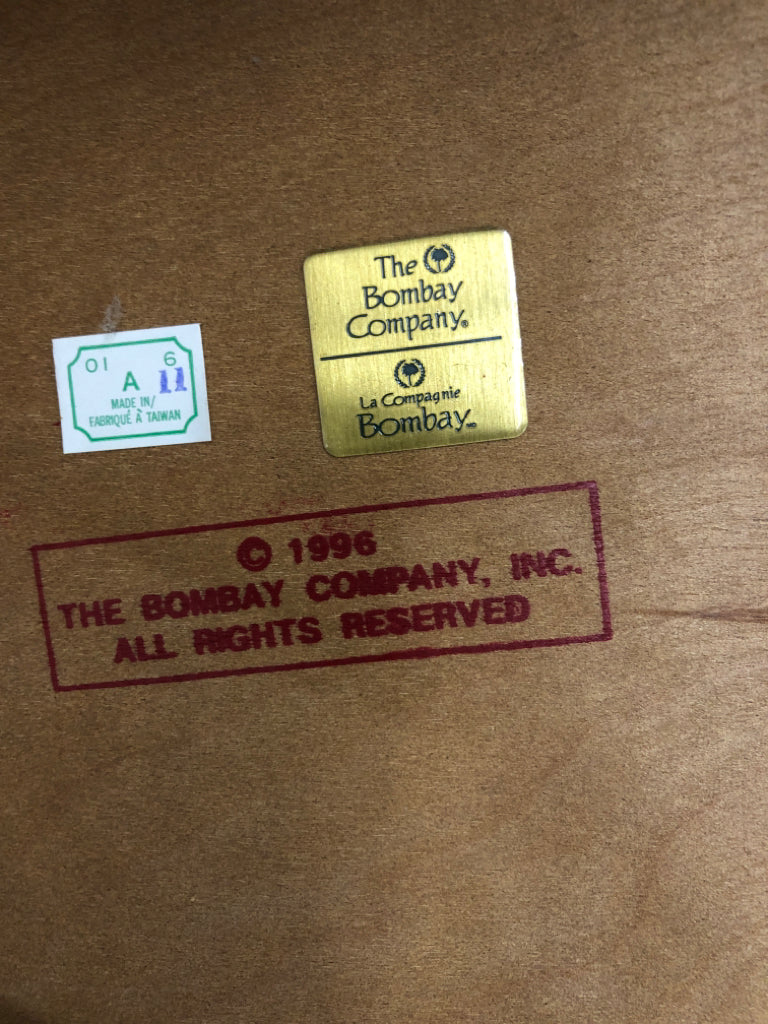 The
Bombay
Company®
La Compagnie
Bombay
01 6
A 11
MADE IN/
FABRIQUÉ À TAIWAN
© 1996
THE BOMBAY COMPANY, INC.
ALL RIGHTS RESERVED